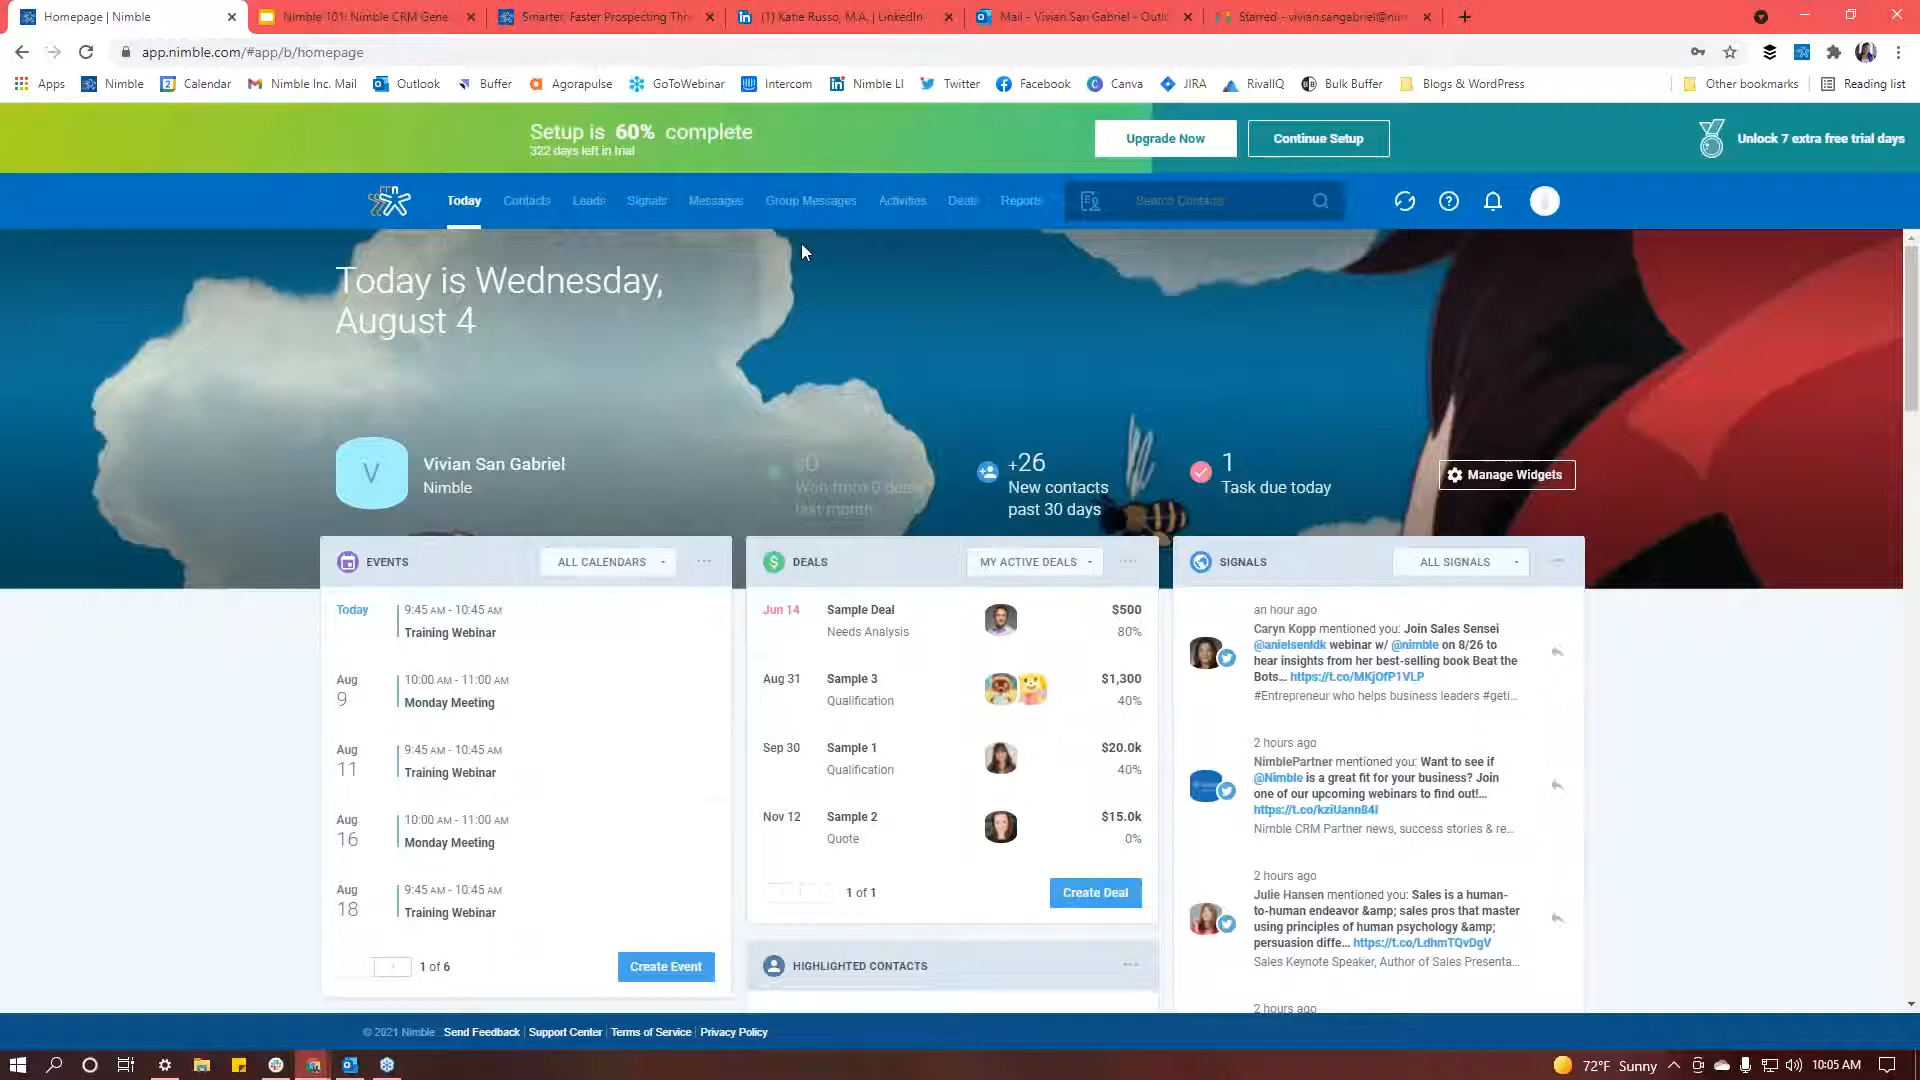 Homepage | Nimble
Nimble 101: Nimble CRM Gene
Smarter, Faster Prospecting Thr
(1) Katie Russo, M.A. | LinkedIn
Mail - Vivian.San Gabriel - Outl
Starred - vivian.sangabriel@nim
app.nimble.com/#app/b/homepage
Apps
Nimble
Calendar
Nimble Inc. Mail
Outlook
Buffer
Agorapulse
GoToWebinar
Intercom
Nimble LI
Twitter
Facebook
Canva
JIRA
RivalIQ
Bulk Buffer
Blogs & WordPress
Other bookmarks
Reading list
Setup is 60% complete
322 days left in trial
Upgrade Now
Continue Setup
Unlock 7 extra free trial days
Today
Contacts
Leads
Signals
Messages
Group Messages
Activities
Deals
Reports
Search Contacts
Today is Wednesday,
August 4
V
Vivian San Gabriel
Nimble
$0
Won from 0 deals
last month
+26
New contacts
past 30 days
1
Task due today
Manage Widgets
EVENTS
ALL CALENDARS
Today
9:45 AM - 10:45 AM
Training Webinar
Aug
9
10:00 AM - 11:00 AM
Monday Meeting
Aug
11
9:45 AM - 10:45 AM
Training Webinar
Aug
16
10:00 AM - 11:00 AM
Monday Meeting
Aug
18
9:45 AM - 10:45 AM
Training Webinar
1 of 6
Create Event
DEALS
MY ACTIVE DEALS
Jun 14
Sample Deal
$500
Needs Analysis
80%
Aug 31
Sample 3
$1,300
Qualification
40%
Sep 30
Sample 1
$20.0k
Qualification
40%
Nov 12
Sample 2
$15.0k
Quote
0%
1 of 1
Create Deal
HIGHLIGHTED CONTACTS
SIGNALS
ALL SIGNALS
an hour ago
Caryn Kopp mentioned you: Join Sales Sensei
@anielsenldk webinar w/ @nimble on 8/26 to
hear insights from her best-selling book Beat the
Bots... https://t.co/MKjOfP1VLP
#Entrepreneur who helps business leaders #geti...
2 hours ago
NimblePartner mentioned you: Want to see if
@Nimble is a great fit for your business? Join
one of our upcoming webinars to find out!...
https://t.co/kziUann84I
Nimble CRM Partner news, success stories & re...
2 hours ago
Julie Hansen mentioned you: Sales is a human-
to-human endeavor &amp; sales pros that master
using principles of human psychology &amp;
persuasion diffe... https://t.co/LdhmTQvDgV
Sales Keynote Speaker, Author of Sales Presenta...
2 hours ago
© 2021 Nimble
Send Feedback | Support Center | Terms of Service | Privacy Policy
72°F Sunny
10:05 AM